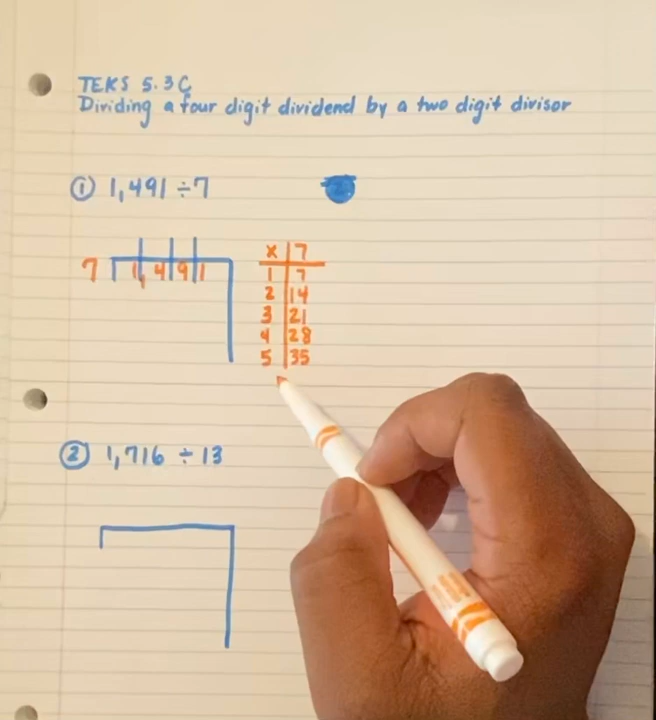 TEKS 5.3C
Dividing a four digit dividend by a two digit divisor
① 1,491 ÷ 7
7 1,491
x 7
1 7
2 14
3 21
4 28
5 35
② 1,716 ÷ 13